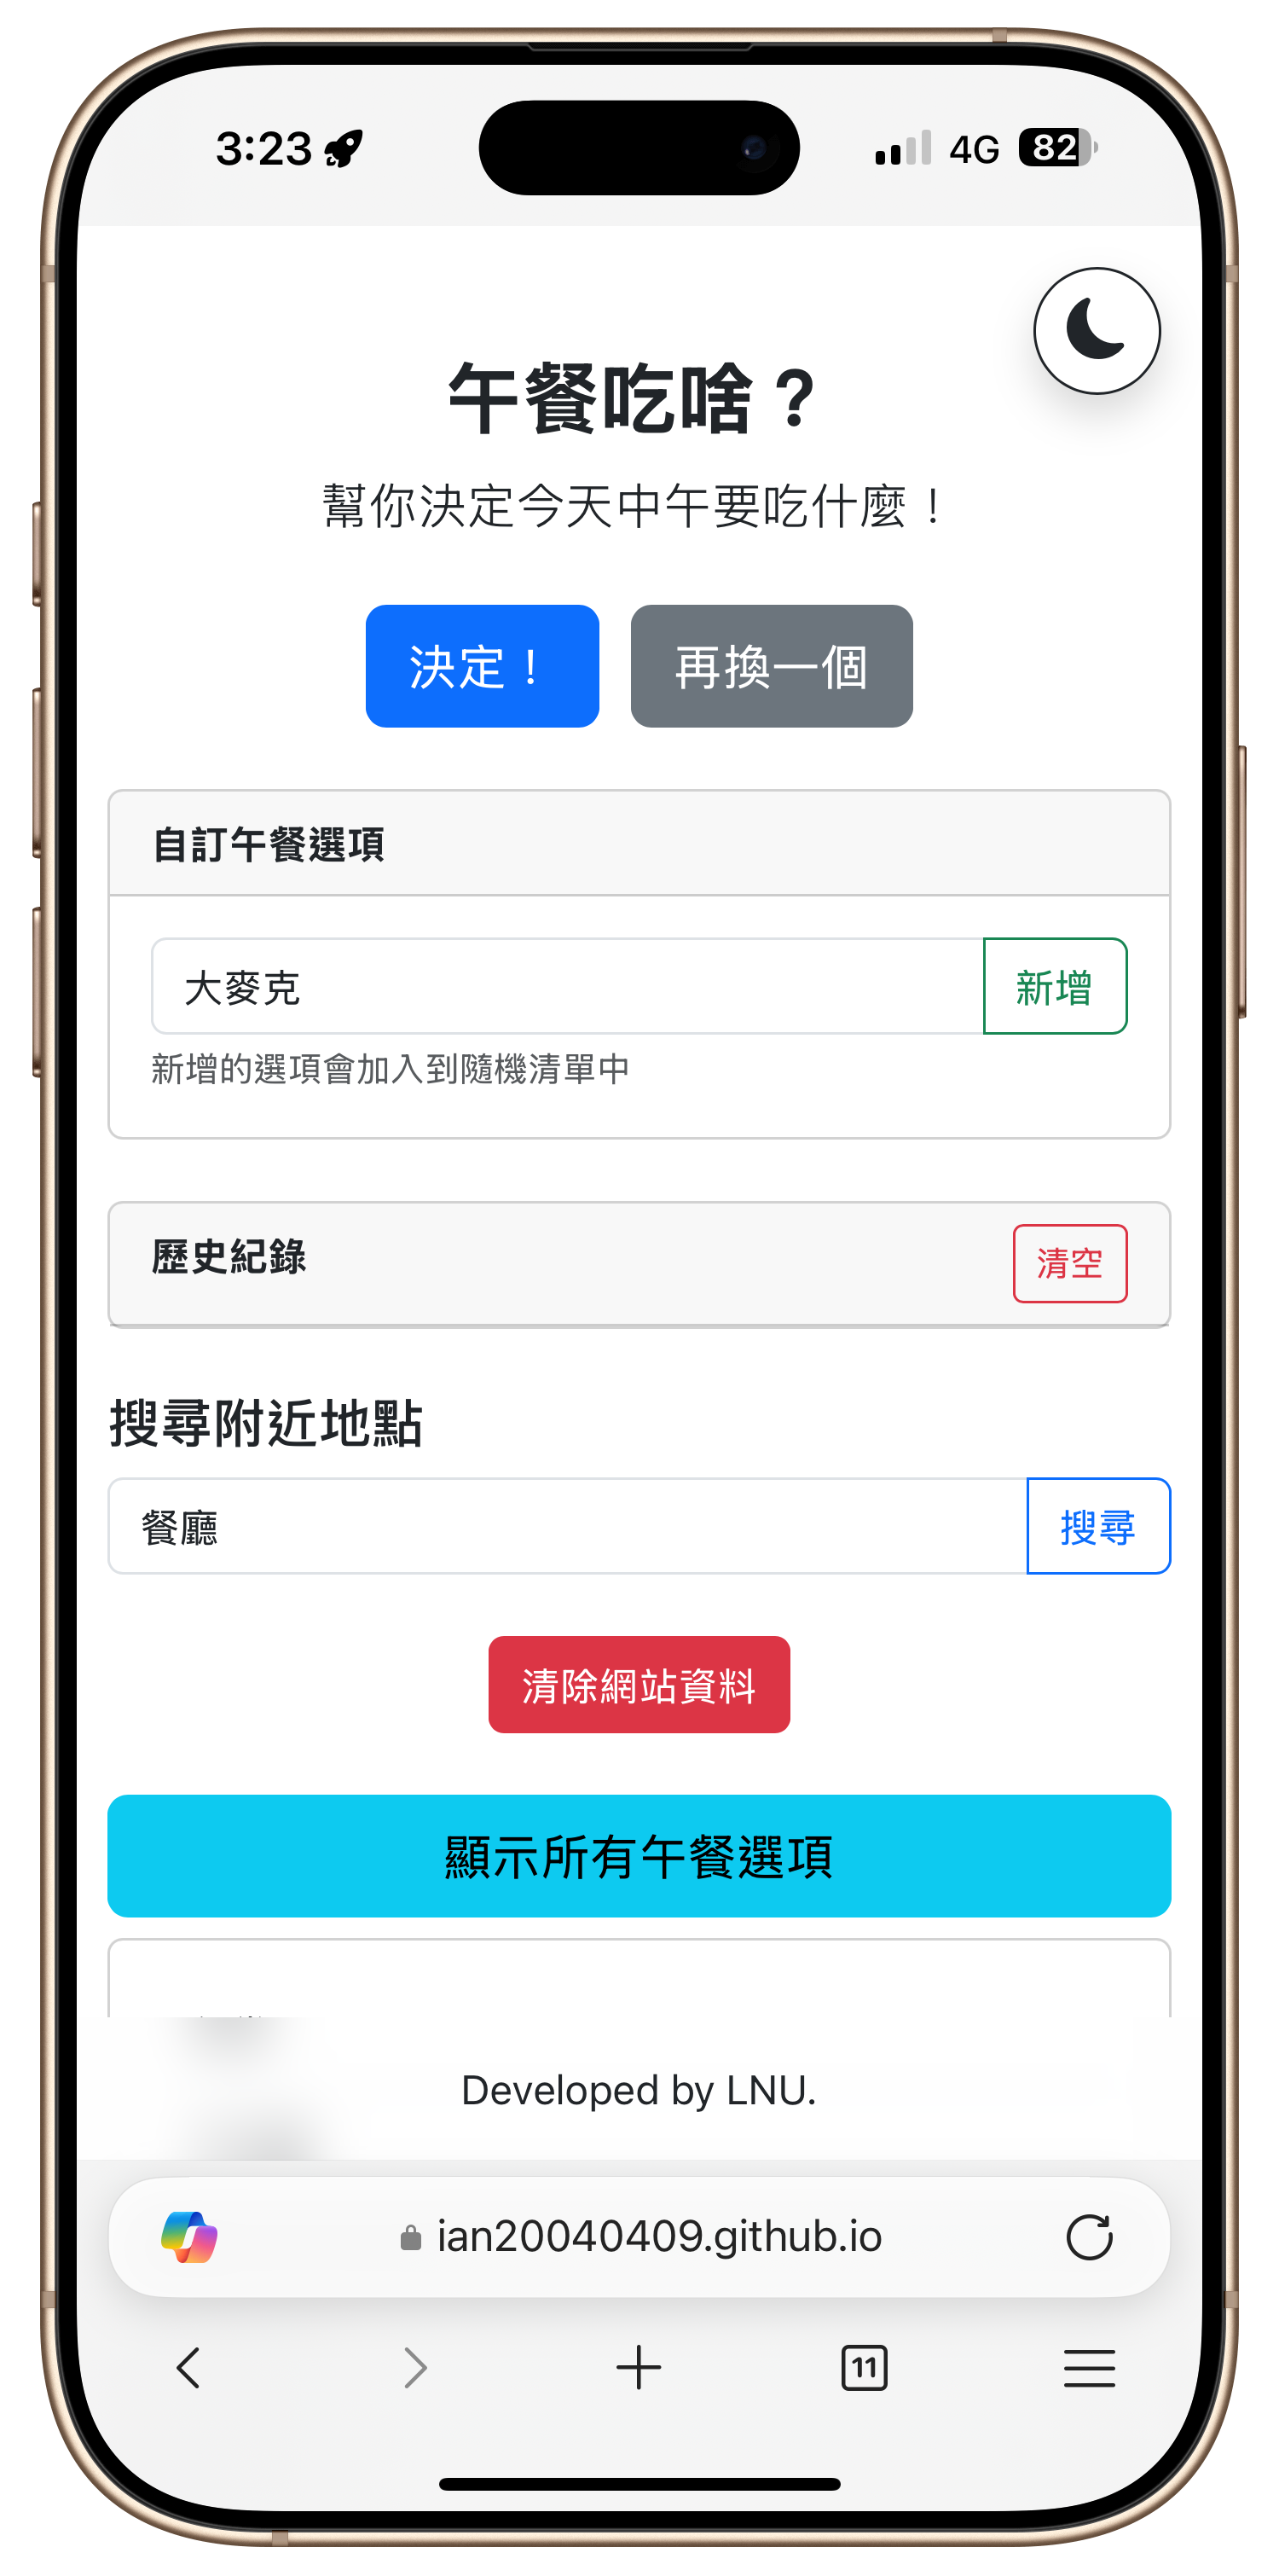 3:23
4G 82
午餐吃啥?
幫你決定今天中午要吃什麼!
決定! 再換一個
自訂午餐選項
大麥克 新增
新增的選項會加入到隨機清單中
歷史紀錄 清空
搜尋附近地點
餐廳 搜尋
清除網站資料
顯示所有午餐選項
Developed by LNU.
ian20040409.github.io
11